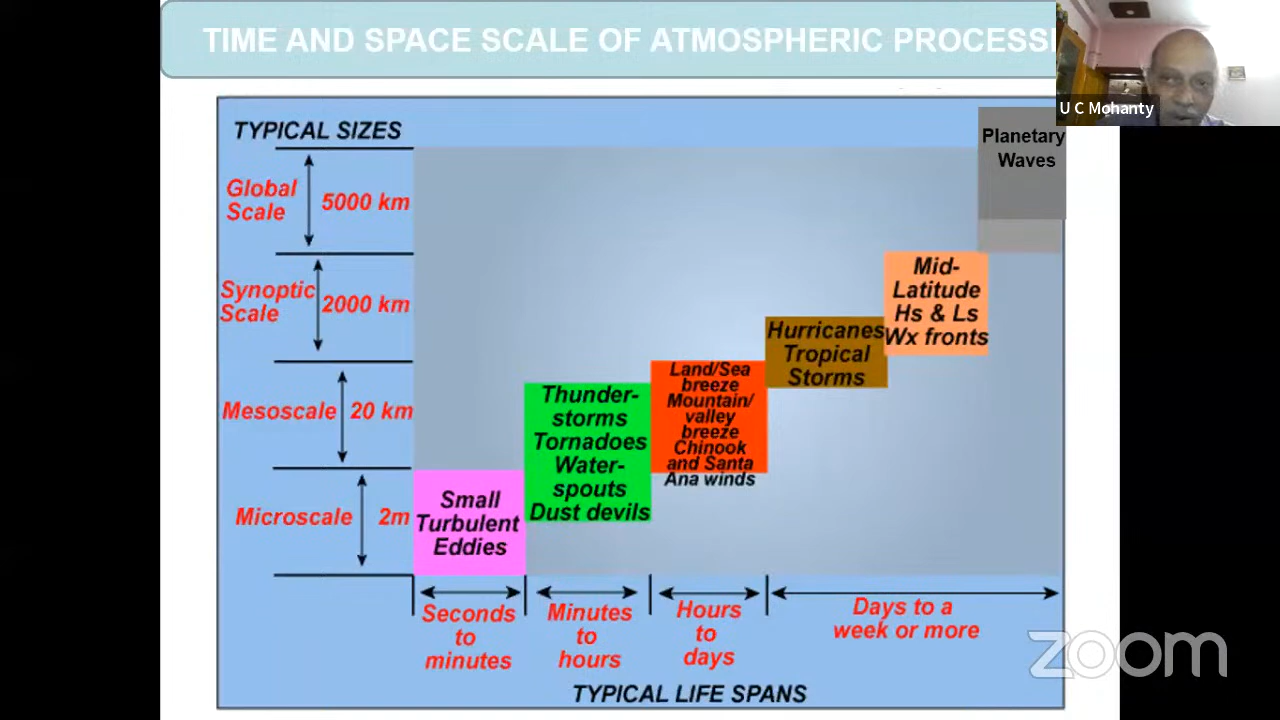 TIME AND SPACE SCALE OF ATMOSPHERIC PROCESS
U C Mohanty
TYPICAL SIZES
Global
Scale
5000 km
Synoptic
Scale
2000 km
Mesoscale
20 km
Microscale
2m
Small
Turbulent
Eddies
Thunder-
storms
Tornadoes
Water-
spouts
Dust devils
Land/Sea
breeze
Mountain/
valley
breeze
Chinook
and Santa
Ana winds
Hurricanes
Tropical
Storms
Mid-
Latitude
Hs & Ls
Wx fronts
Planetary
Waves
Seconds
to
minutes
Minutes
to
hours
Hours
to
days
Days to a
week or more
TYPICAL LIFE SPANS
zoom